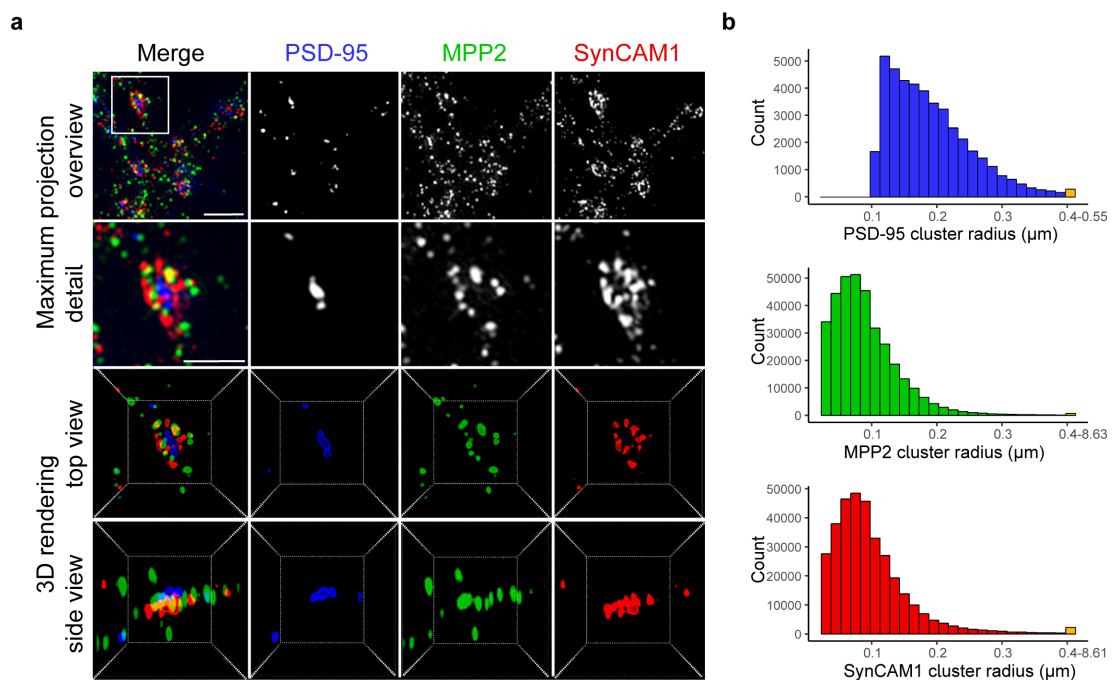 a
Merge
PSD-95
MPP2
SynCAM1
Maximum projection
overview
detail
3D rendering
top view
side view
b
Count
5000
4000
3000
2000
1000
0
0.1
0.2
0.3
0.4-0.55
PSD-95 cluster radius (µm)
Count
50000
40000
30000
20000
10000
0
0.1
0.2
0.3
0.4-8.63
MPP2 cluster radius (µm)
Count
50000
40000
30000
20000
10000
0
0.1
0.2
0.3
0.4-8.61
SynCAM1 cluster radius (µm)